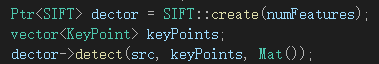 Ptr<SIFT> dector = SIFT::create(numFeatures);
vector<KeyPoint> keyPoints;
dector->detect(src, keyPoints, Mat());